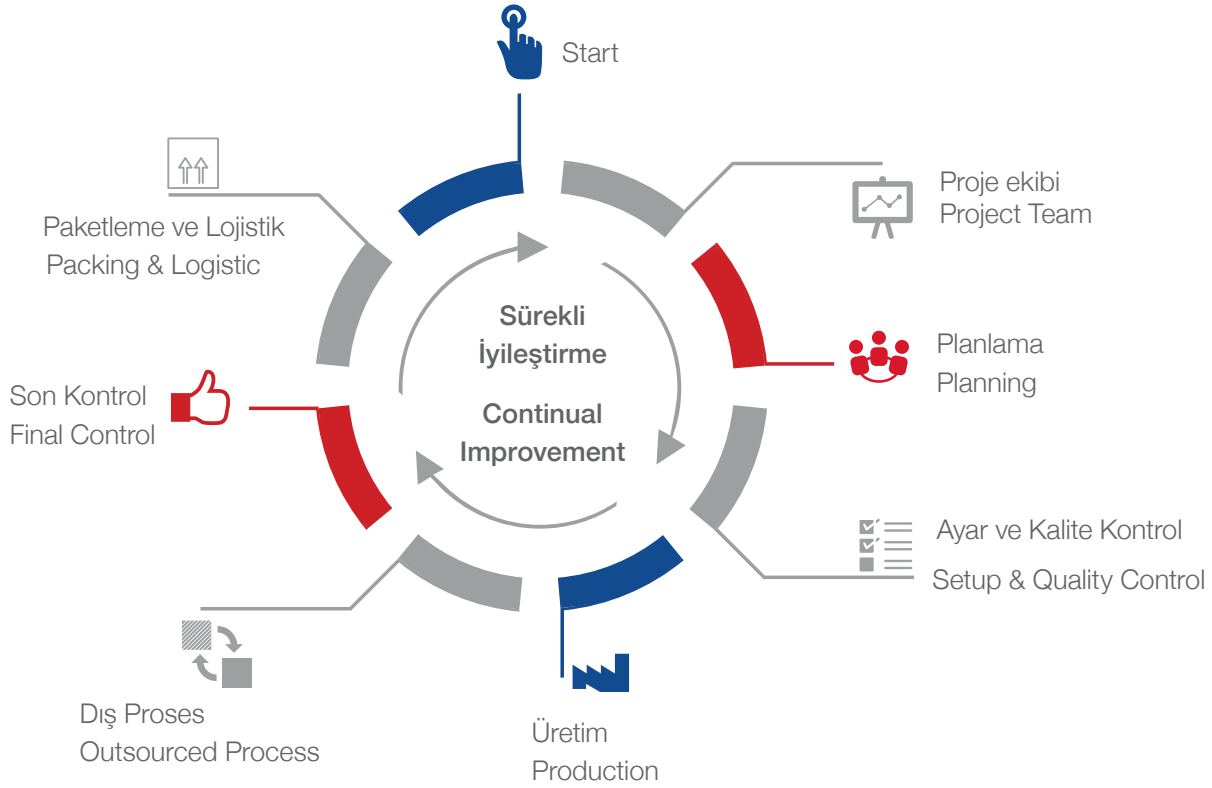 Start
Proje ekibi
Project Team
Planlama
Planning
Ayar ve Kalite Kontrol
Setup & Quality Control
Üretim
Production
Dış Proses
Outsourced Process
Son Kontrol
Final Control
Paketleme ve Lojistik
Packing & Logistic
Sürekli
İyileştirme
Continual
Improvement